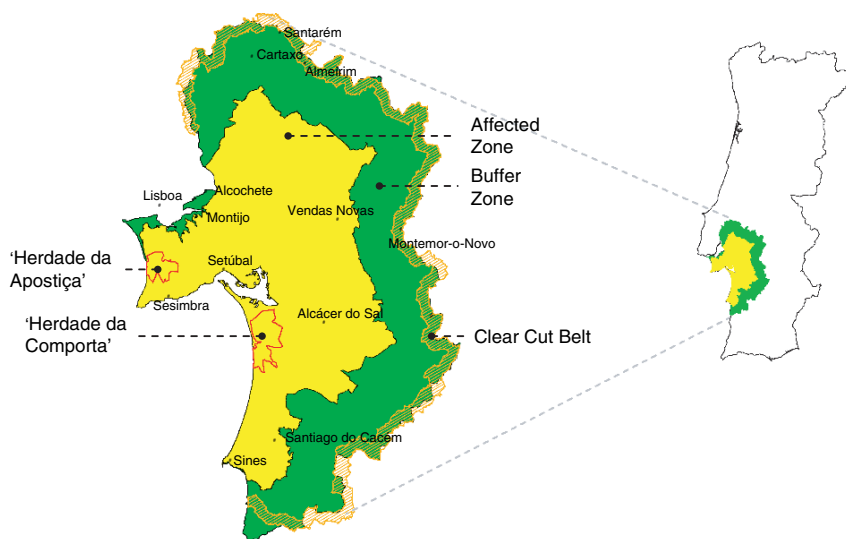 Santarém
Cartaxo
Almeirim
Affected
Zone
Buffer
Zone
Lisboa
Alcochete
Montijo
Vendas Novas
Montemor-o-Novo
‘Herdade da
Apostiça’
Setúbal
Sesimbra
‘Herdade da
Comporta’
Alcácer do Sal
Clear Cut Belt
Santiago do Cacém
Sines